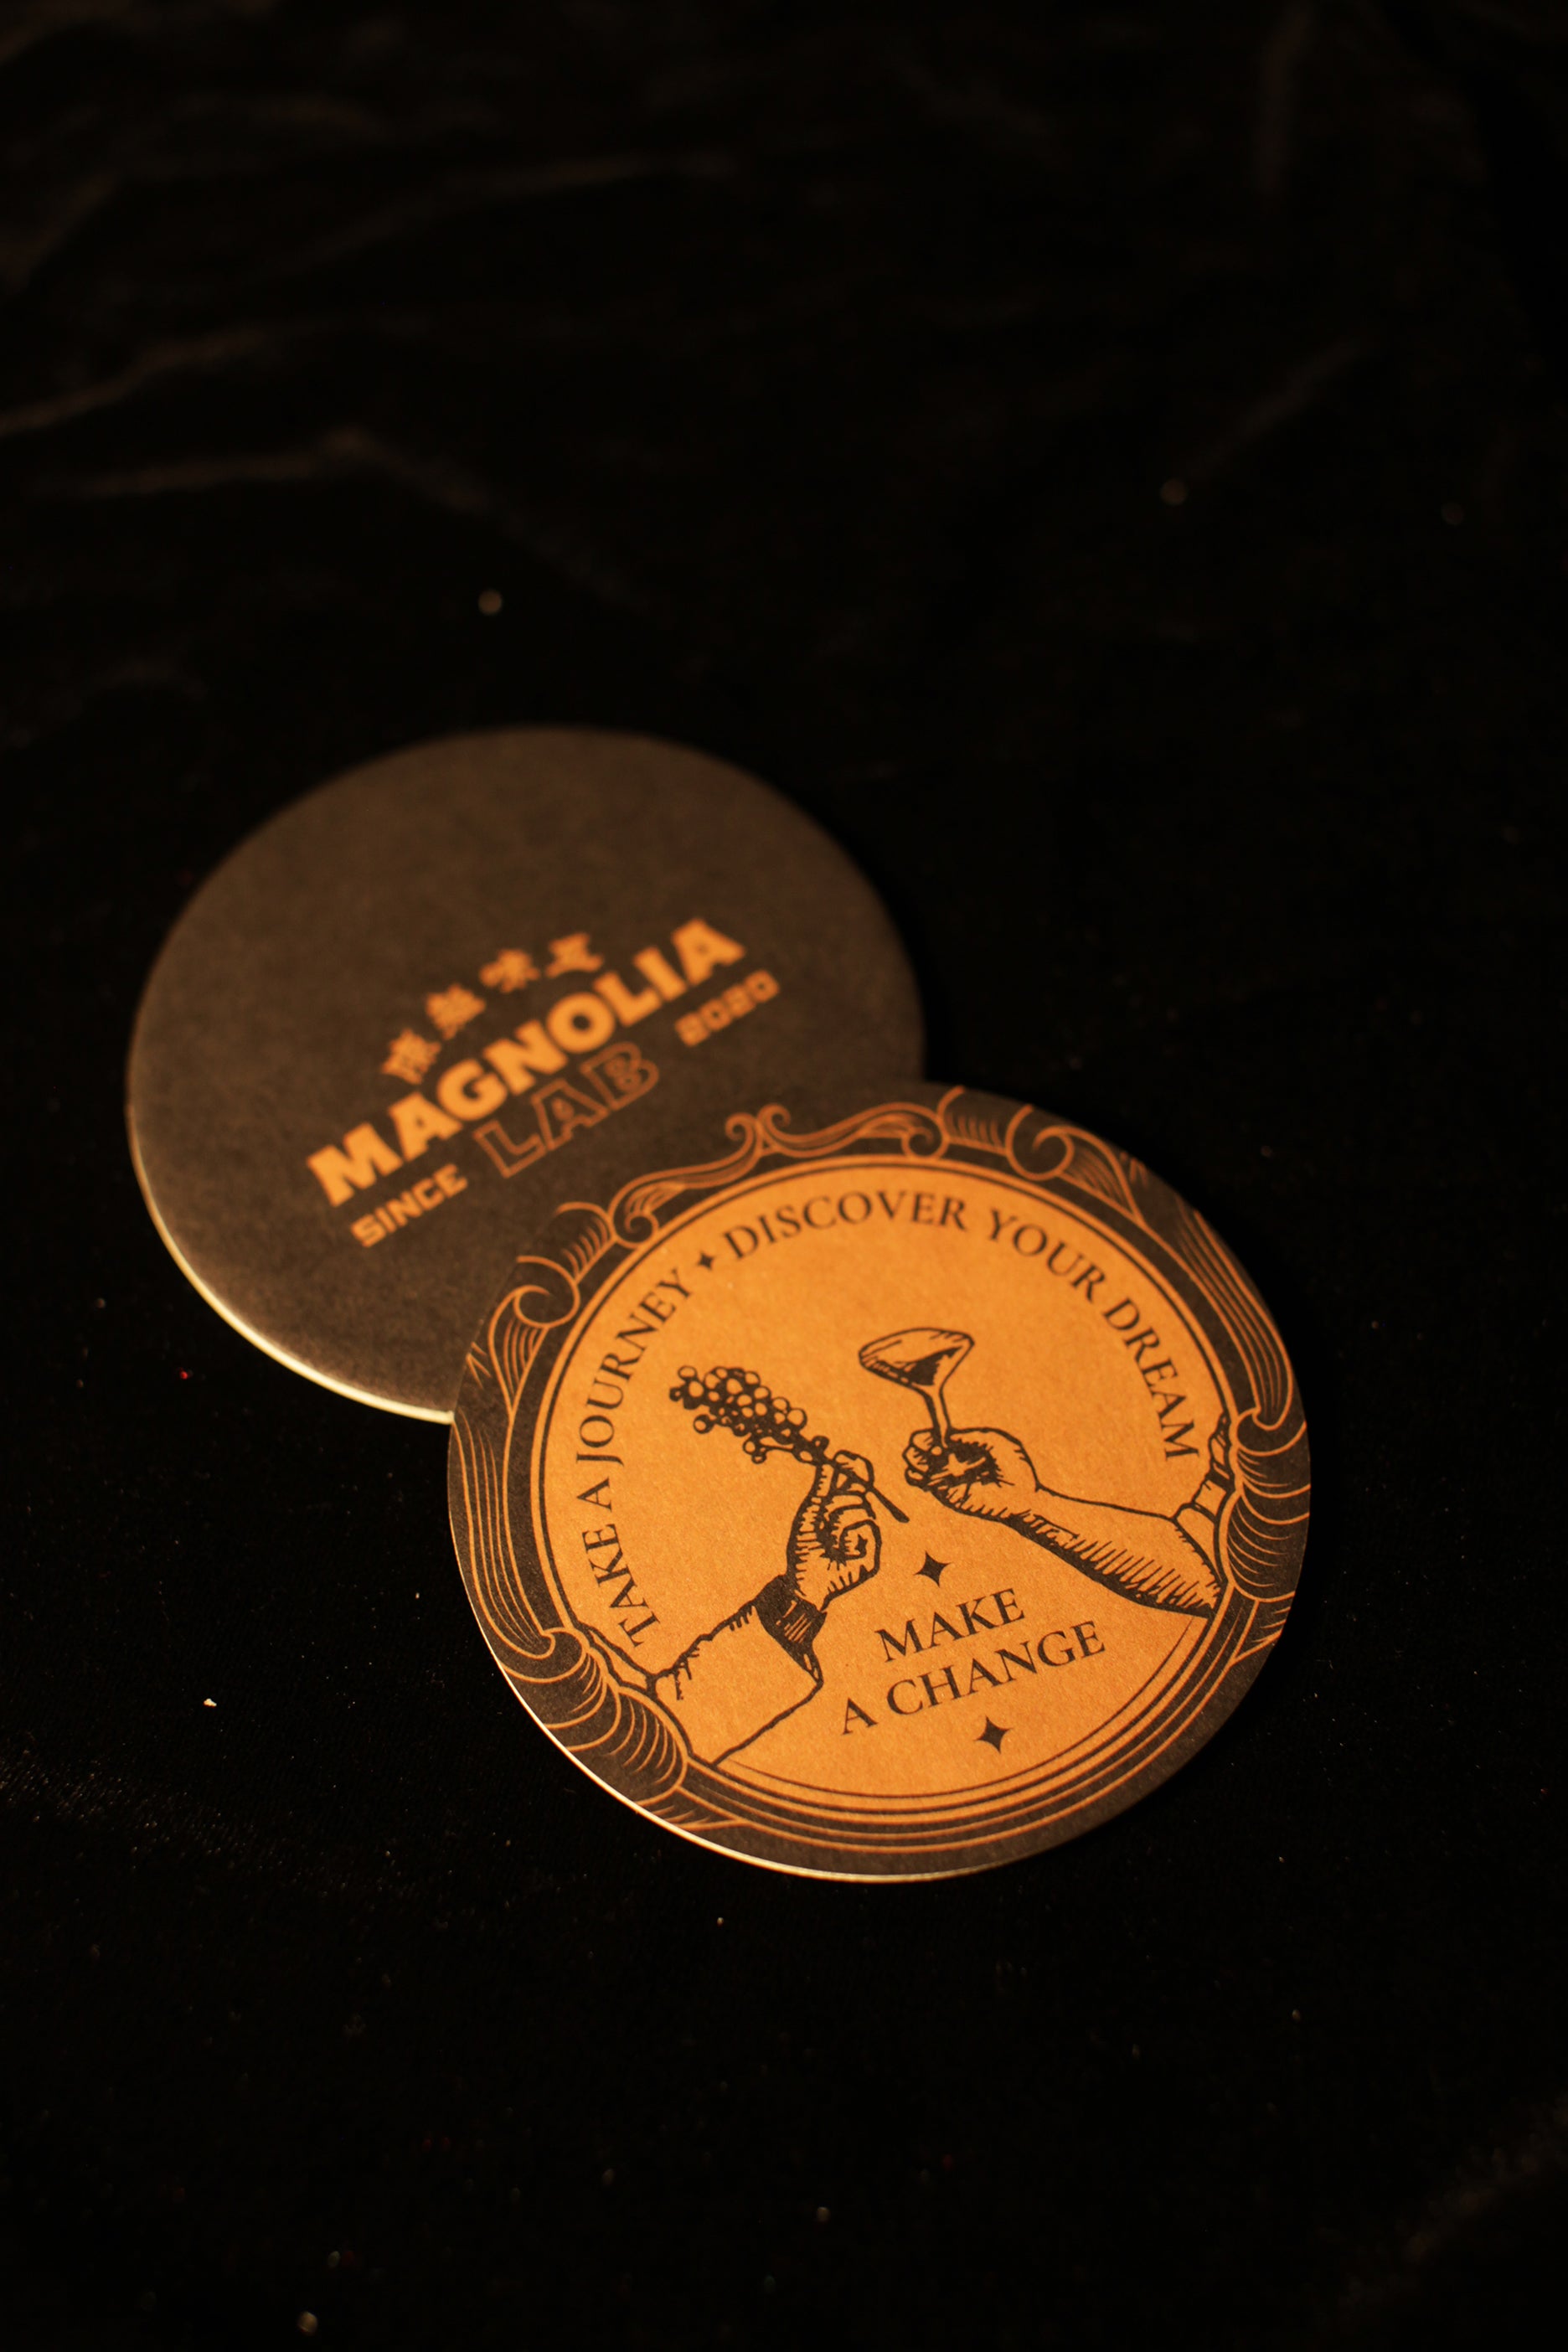 MAGNOLIA
LAB
SINCE 2020
TAKE A JOURNEY ✦ DISCOVER YOUR DREAM
MAKE
A CHANGE